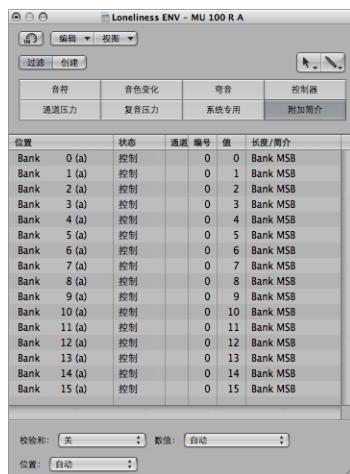 Loneliness ENV – MU 100 R A
编辑 视图
过滤 创建
音符 音色变化 弯音 控制器
通道压力 复音压力 系统专用 附加简介
位置 状态 通道 编号 值 长度/简介
Bank 0 (a) 控制 0 0 Bank MSB
Bank 1 (a) 控制 0 1 Bank MSB
Bank 2 (a) 控制 0 2 Bank MSB
Bank 3 (a) 控制 0 3 Bank MSB
Bank 4 (a) 控制 0 4 Bank MSB
Bank 5 (a) 控制 0 5 Bank MSB
Bank 6 (a) 控制 0 6 Bank MSB
Bank 7 (a) 控制 0 7 Bank MSB
Bank 8 (a) 控制 0 8 Bank MSB
Bank 9 (a) 控制 0 9 Bank MSB
Bank 10 (a) 控制 0 10 Bank MSB
Bank 11 (a) 控制 0 11 Bank MSB
Bank 12 (a) 控制 0 12 Bank MSB
Bank 13 (a) 控制 0 13 Bank MSB
Bank 14 (a) 控制 0 14 Bank MSB
Bank 15 (a) 控制 0 15 Bank MSB
校验和: 关 数值: 自动
位置: 自动